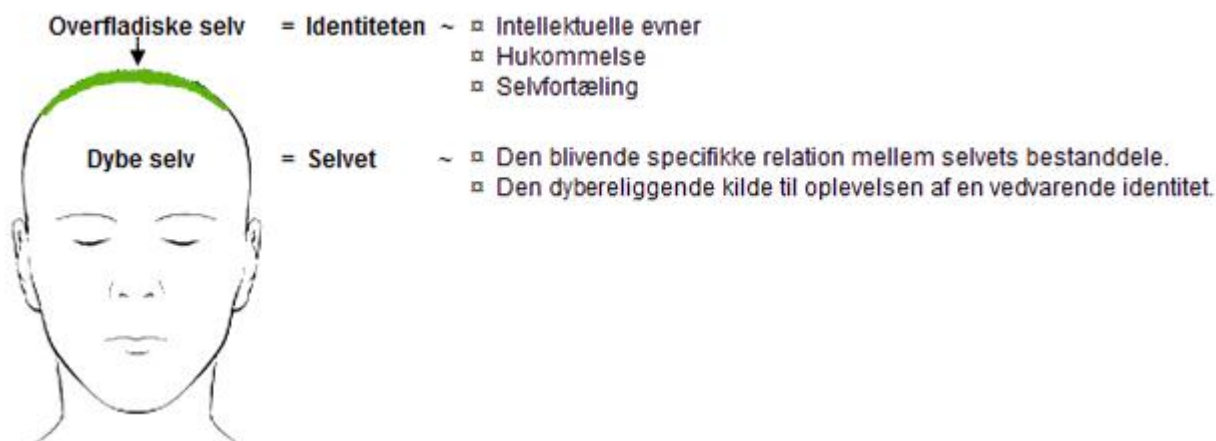 Overfladiske selv = Identiteten ~ ¤ Intellektuelle evner
¤ Hukommelse
¤ Selvfortæling
Dybe selv = Selvet ~ ¤ Den blivende specifikke relation mellem selvets bestanddele.
¤ Den dybereliggende kilde til oplevelsen af en vedvarende identitet.